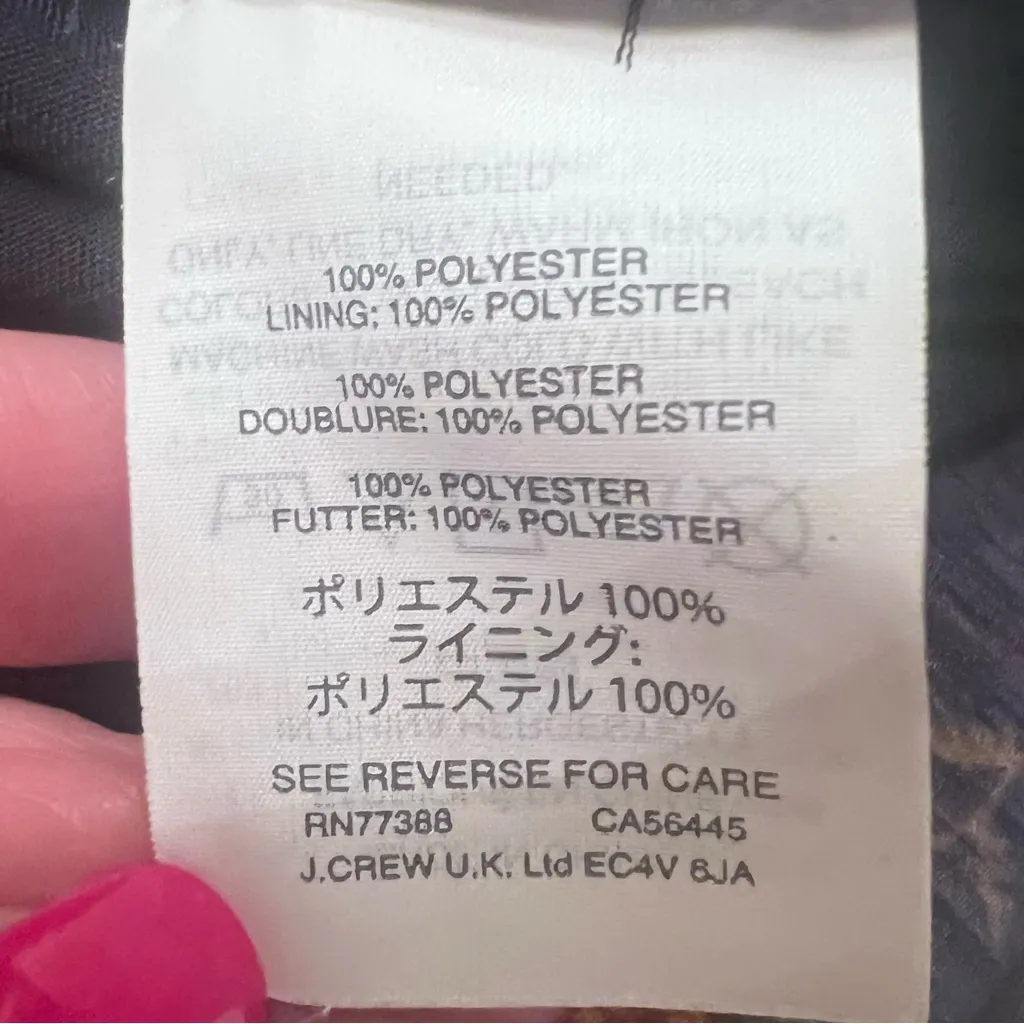 100% POLYESTER
LINING: 100% POLYESTER
100% POLYESTER
DOUBLURE: 100% POLYESTER
100% POLYESTER
FUTTER: 100% POLYESTER
ポリエステル 100%
ライニング:
ポリエステル 100%
SEE REVERSE FOR CARE
RN77388 CA56445
J.CREW U.K. Ltd EC4V 6JA